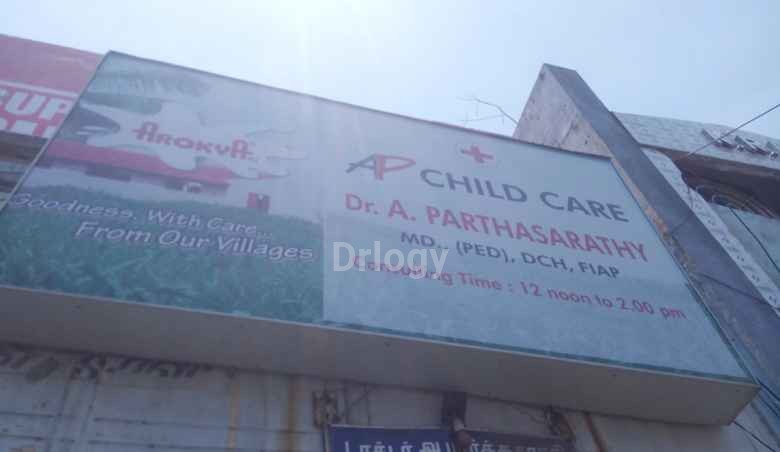 AROKYA
Goodness. With Care...
From Our Villages
AP CHILD CARE
Dr. A. PARTHASARATHY
MD., (PED), DCH, FIAP
Consulting Time : 12 noon to 2.00 pm
Drlogy